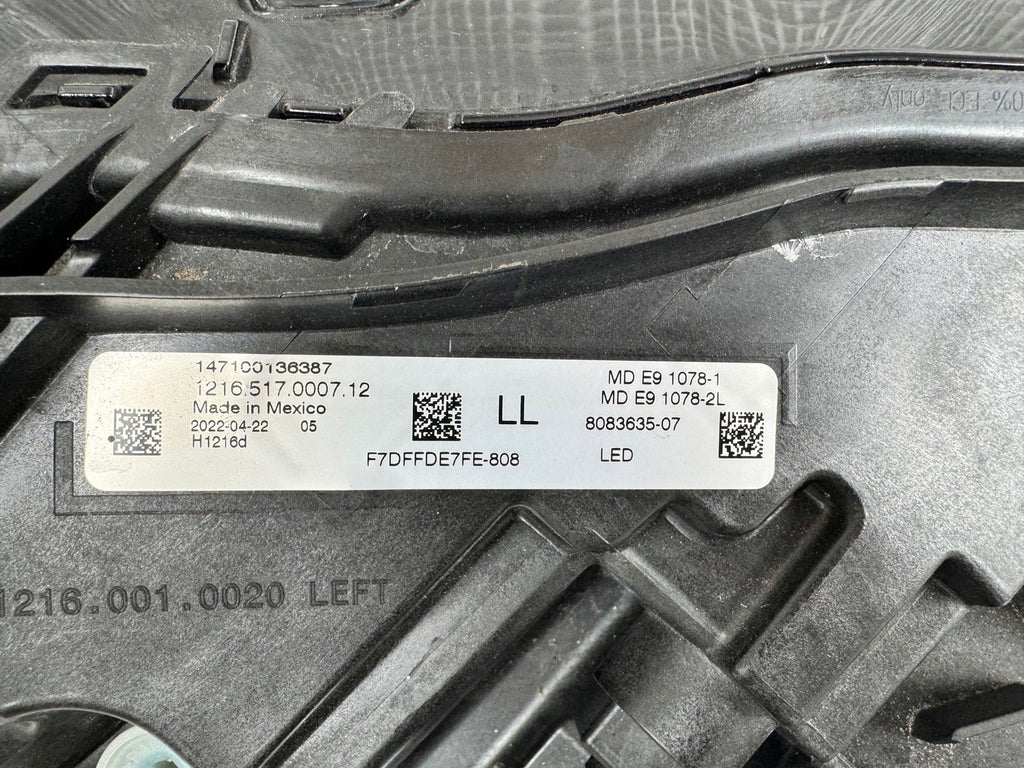 only
147100136387
1216.517.0007.12
Made in Mexico
2022-04-22 05
H1216d
F7DFFDE7FE-808
LL
MD E9 1078-1
MD E9 1078-2L
8083635-07
LED
1216.001.0020 LEFT